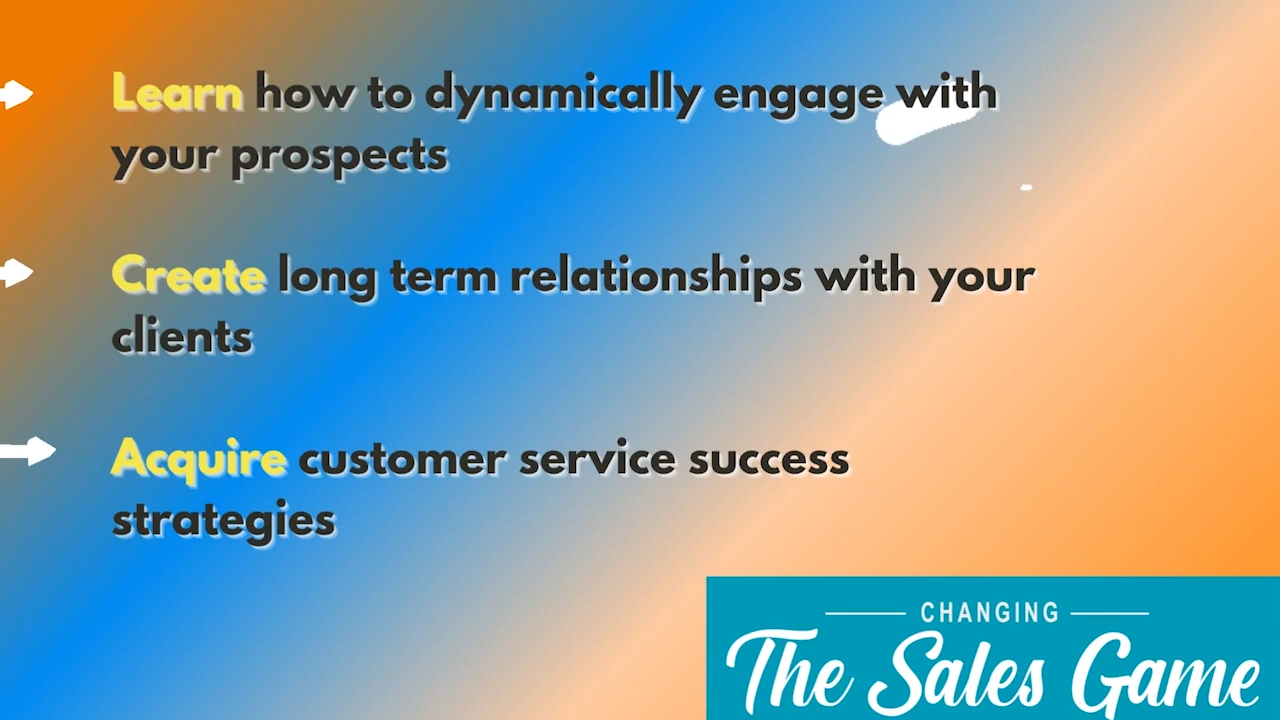 Learn how to dynamically engage with
your prospects
Create long term relationships with your
clients
Acquire customer service success
strategies
CHANGING
The Sales Game